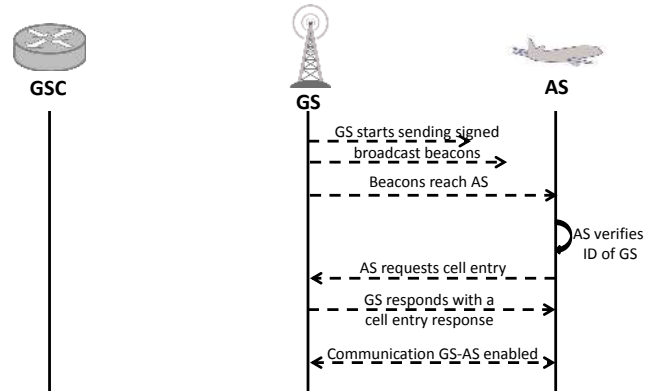 GSC
GS
AS
GS starts sending signed
broadcast beacons
Beacons reach AS
AS verifies
ID of GS
AS requests cell entry
GS responds with a
cell entry response
Communication GS-AS enabled